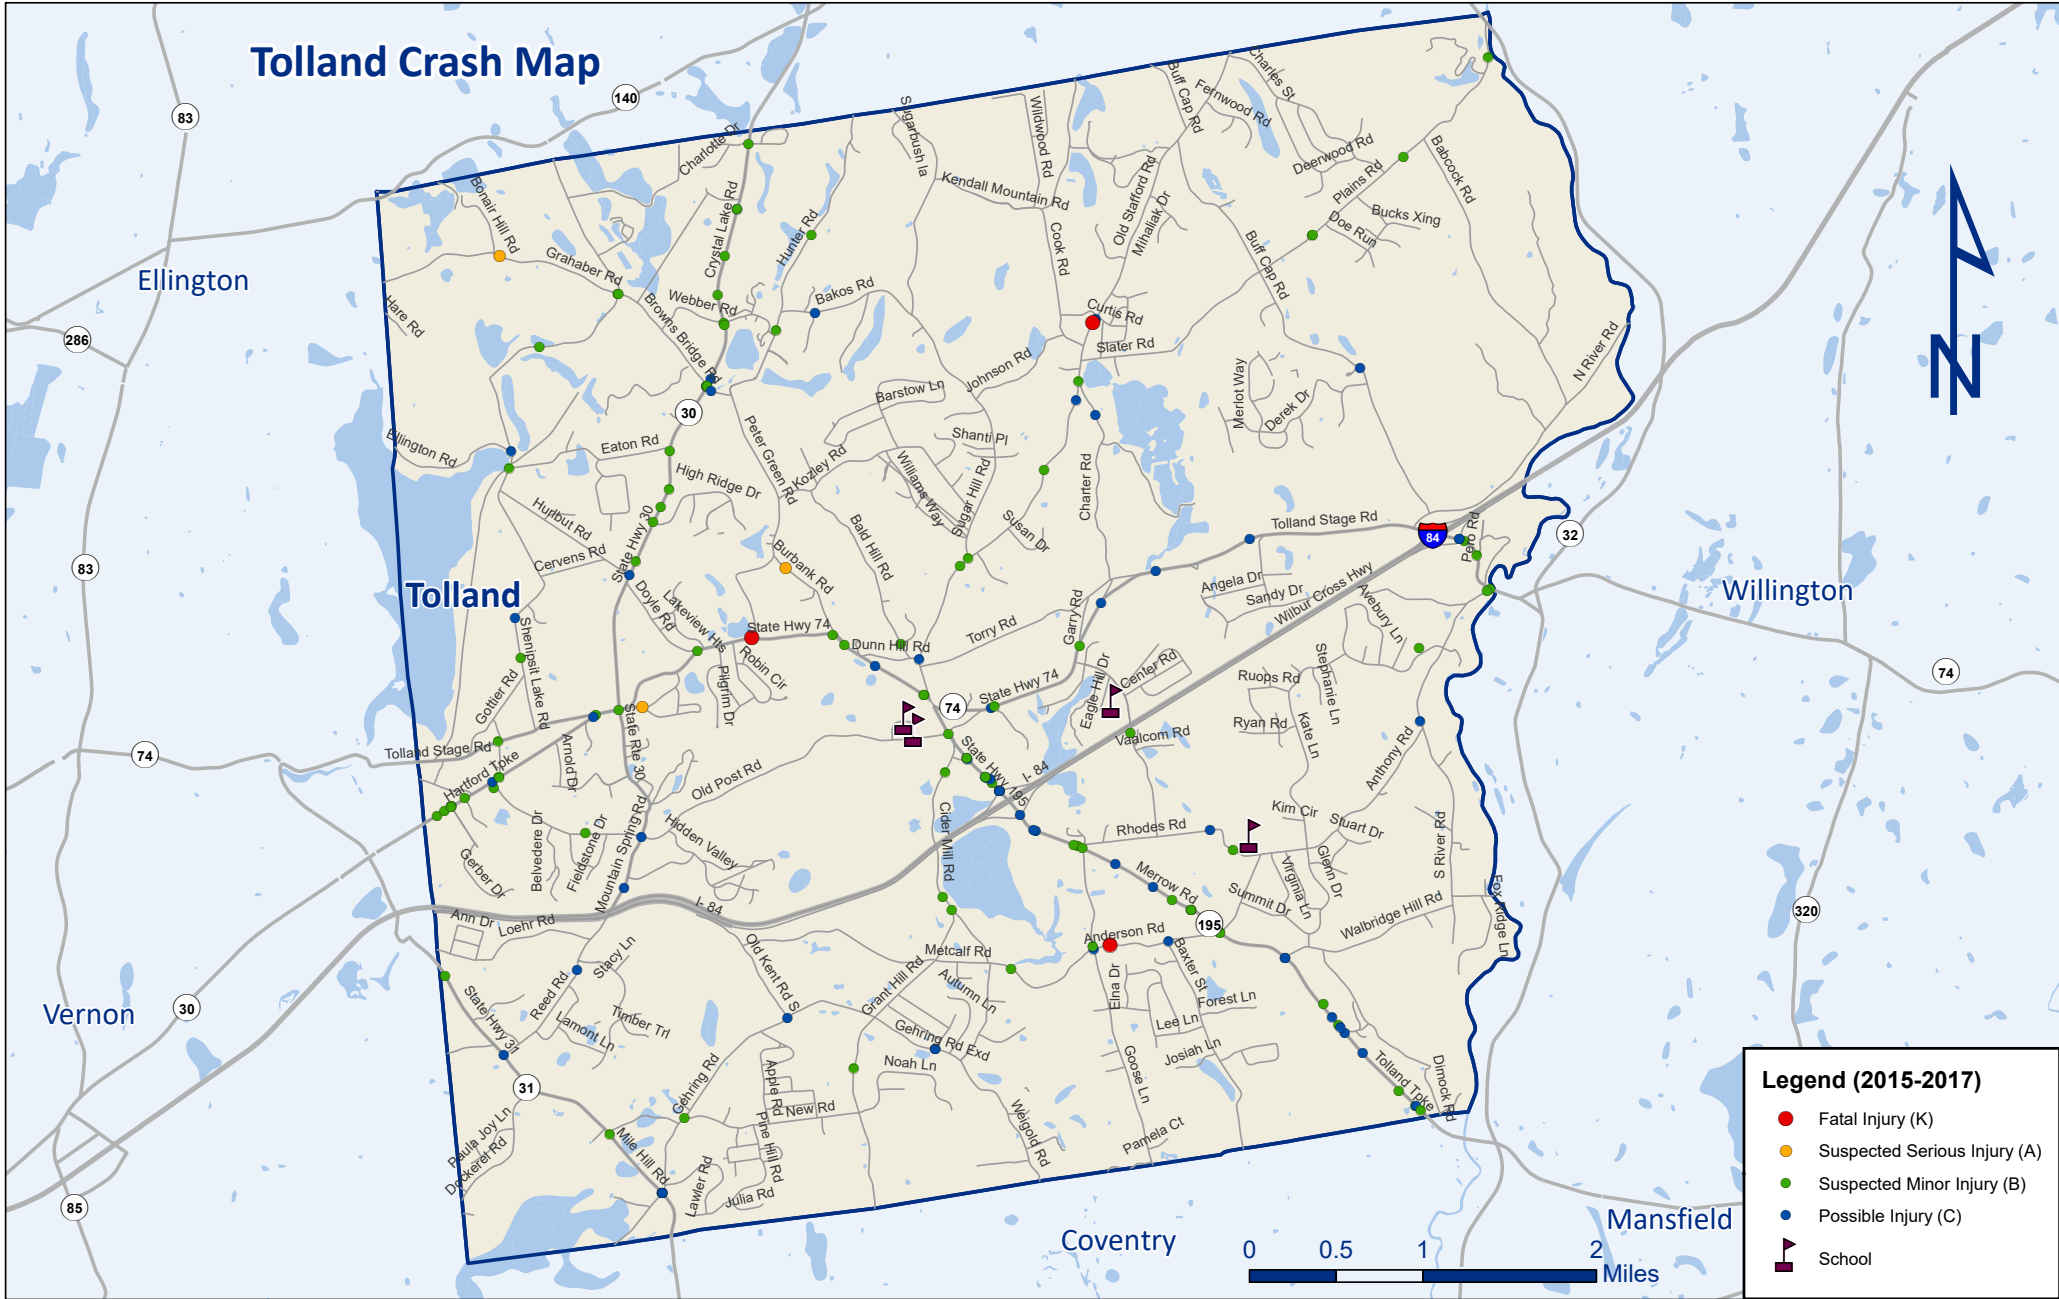 Tolland Crash Map
140
83
Charles St
Buff Cap Rd
Fernwood Rd
Sugarbush la
Wildwood Rd
Charlotte Dr
Deerwood Rd
Babcock Rd
Plains Rd
Bonair Hill Rd
Kendall Mountain Rd
Old Stafford Rd
Mihaliak Dr
Bucks Xing
Doe Run
Crystal Lake Rd
Hunter Rd
Cook Rd
Buff Cap Rd
Ellington
Grahaber Rd
Hare Rd
Webber Rd
Bakos Rd
Browns Bridge Rd
Curtis Rd
286
Slater Rd
N River Rd
Johnson Rd
Merlot Way
Barstow Ln
Derek Dr
30
N
Ellington Rd
Eaton Rd
Peter Green Rd
Shanti Pl
Kozley Rd
Williams Way
Sugar Hill Rd
High Ridge Dr
Charter Rd
Hurlbut Rd
State Hwy 30
Bald Hill Rd
Susan Dr
Tolland Stage Rd
84
Pero Rd
32
Cervens Rd
Burbank Rd
83
Tolland
Doyle Rd
Lakeview Hts
Angela Dr
Sandy Dr
Wilbur Cross Hwy
Avebury Ln
Willington
Shenipsit Lake Rd
State Hwy 74
Dunn Hill Rd
Torry Rd
Garry Rd
Robin Cir
Pilgrim Dr
Gottier Rd
Eagle Hill Dr
Center Rd
Stephanie Ln
Ruops Rd
74
State Hwy 74
74
State Rte 30
Ryan Rd
Kate Ln
Vaalcom Rd
Tolland Stage Rd
74
Arnold Dr
State Hwy 195
I- 84
Anthony Rd
Hartford Tpke
Old Post Rd
Kim Cir
Stuart Dr
Rhodes Rd
Cider Mill Rd
Hidden Valley
Mountain Spring Rd
Belvedere Dr
Fieldstone Dr
Gerber Dr
S River Rd
Glenn Dr
Virginia Ln
Merrow Rd
Summit Dr
Fox Ridge Ln
Walbridge Hill Rd
320
I- 84
Ann Dr
Loehr Rd
195
Anderson Rd
Baxter St
Stacy Ln
Old Kent Rd S
Metcalf Rd
Grant Hill Rd
Autumn Ln
Elna Dr
Forest Ln
Reed Rd
30
Vernon
State Hwy 31
Lamont Ln
Timber Trl
Gehring Rd Exd
Lee Ln
Josiah Ln
Noah Ln
Goose Ln
Tolland Tpke
Dimock Rd
31
Gehring Rd
Apple Rd
New Rd
Pine Hill Rd
Weigold Rd
Pamela Ct
Paula Joy Ln
Dockerel Rd
Mile Hill Rd
Lawler Rd
Julia Rd
85
Coventry
Mansfield
0 0.5 1 2
Miles
Legend (2015-2017)
Fatal Injury (K)
Suspected Serious Injury (A)
Suspected Minor Injury (B)
Possible Injury (C)
School